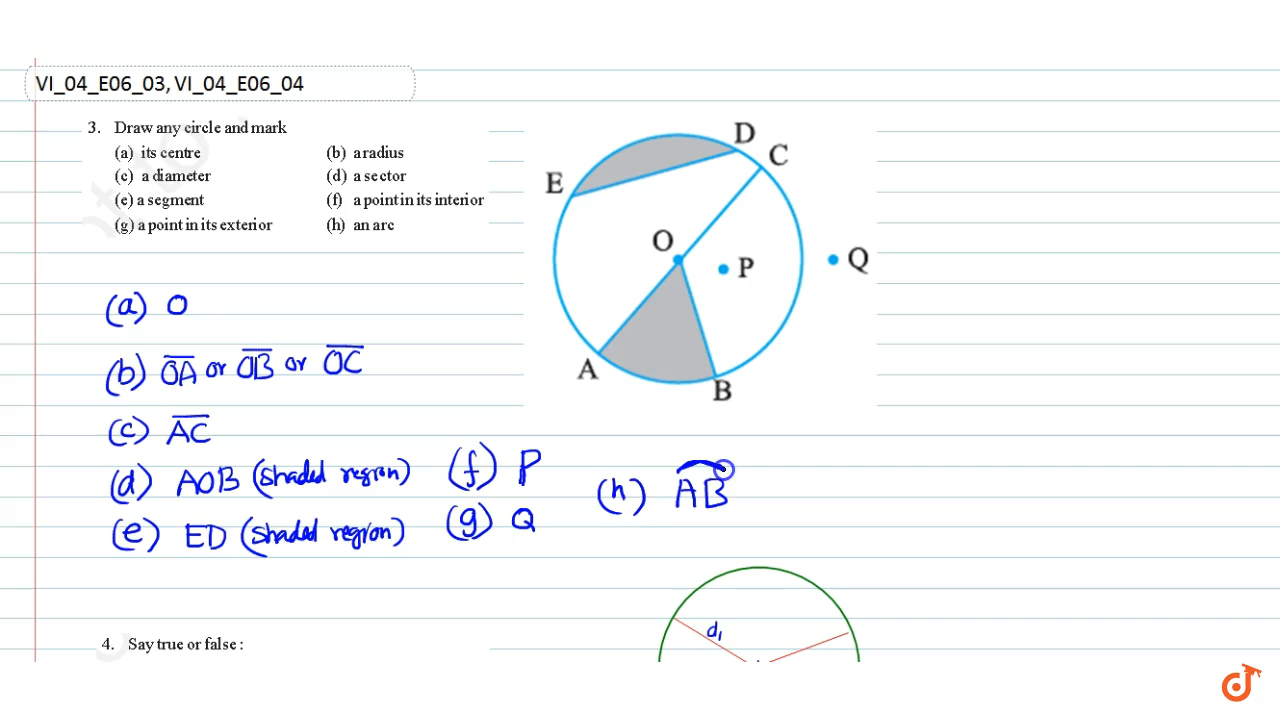 VI_04_E06_03, VI_04_E06_04
3. Draw any circle and mark
(a) its centre (b) a radius
(c) a diameter (d) a sector
(e) a segment (f) a point in its interior
(g) a point in its exterior (h) an arc
D
C
E
O
P
Q
A
B
(a) O
(b) OA or OB or OC
(c) AC
(d) AOB (shaded region)
(e) ED (shaded region)
(f) P
(g) Q
(h) AB
4. Say true or false :
d1